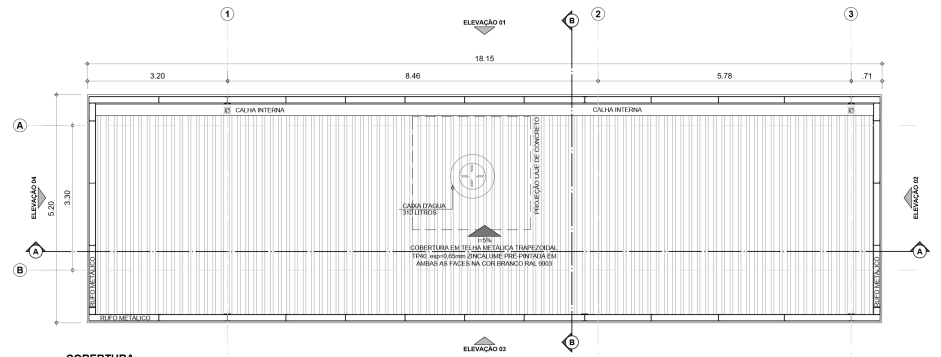 1
2
3
ELEVAÇÃO 01
B
18.15
3.20
8.46
5.78
.71
CALHA INTERNA
CALHA INTERNA
A
ELEVAÇÃO 04
5.20
3.30
PROJEÇÃO LAJE DE CONCRETO
ELEVAÇÃO 02
CAIXA D'AGUA
310 LITROS
i=5%
COBERTURA EM TELHA METÁLICA TRAPEZOIDAL
TP40, esp=0,65mm ZINCALUME PRÉ-PINTADA EM
AMBAS AS FACES NA COR BRANCO RAL 9003
A
A
B
RUFO METÁLICO
RUFO METÁLICO
RUFO METÁLICO
B
ELEVAÇÃO 03
COBERTURA